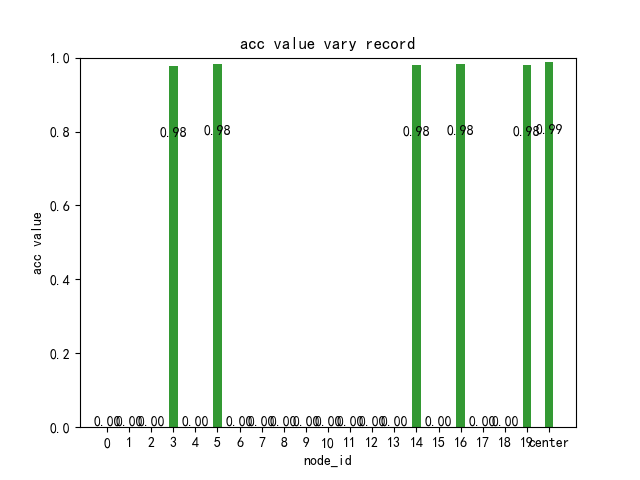 acc value vary record
1.0
0.8
0.6
0.4
0.2
0.0
acc value
0.98 0.98 0.98 0.98 0.98 0.99
0.00 0.00 0.00 0.00 0.00 0.00 0.00 0.00 0.00 0.00 0.00 0.00 0.00 0.00 0.00
0 1 2 3 4 5 6 7 8 9 10 11 12 13 14 15 16 17 18 19 center
node_id